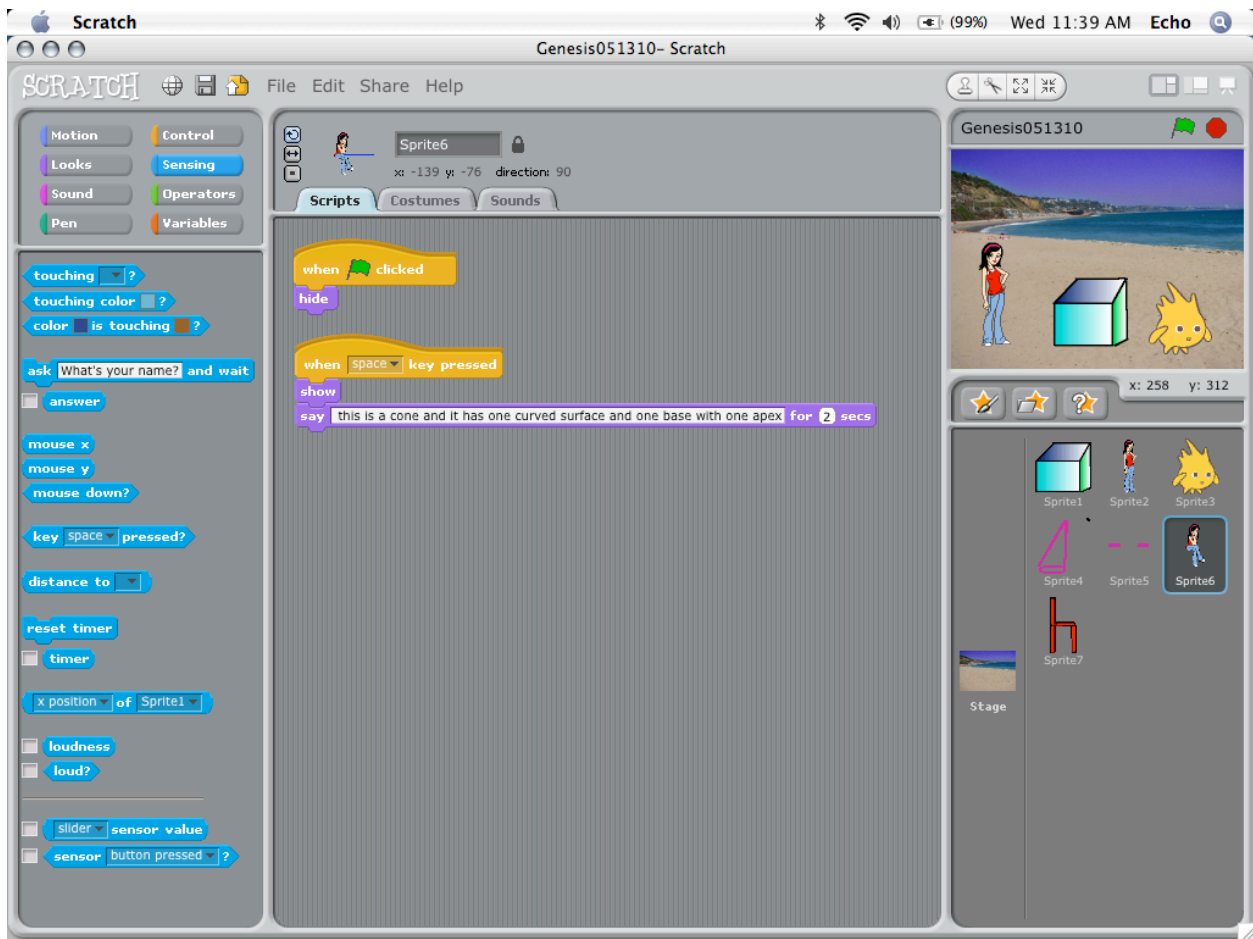 Scratch (99%) Wed 11:39 AM Echo
Genesis051310– Scratch
SCRATCH File Edit Share Help
Motion Control
Looks Sensing
Sound Operators
Pen Variables
touching ?
touching color ?
color is touching ?
ask What's your name? and wait
answer
mouse x
mouse y
mouse down?
key space pressed?
distance to
reset timer
timer
x position of Sprite1
loudness
loud?
slider sensor value
sensor button pressed ?
Sprite6
x: -139 y: -76 direction: 90
Scripts Costumes Sounds
when clicked
hide
when space key pressed
show
say this is a cone and it has one curved surface and one base with one apex for 2 secs
Genesis051310
x: 258 y: 312
Sprite1 Sprite2 Sprite3
Sprite4 Sprite5 Sprite6
Sprite7
Stage